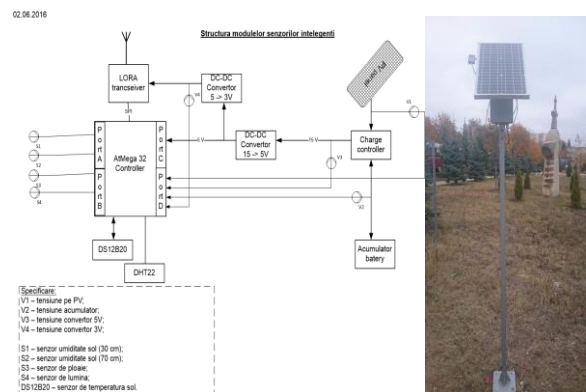 02.06.2016
Structura modulelor senzorilor intelegenti
LORA
trancseiver
DC-DC
Convertor
5 -> 3V
PV panel
V4
V5
SPI
S1
S2
S3
S4
Port A
Port B
AtMega 32
Controller
Port C
Port D
5 V
DC-DC
Convertor
15 -> 5V
15 V
V3
Charge
controller
V2
DS12B20
DHT22
Acumulator
batery
Specificare:
V1 – tensiune pe PV;
V2 – tensiune acumulator;
V3 – tensiune convertor 5V;
V4 – tensiune convertor 3V;
S1 – senzor umiditate sol (30 cm);
S2 – senzor umiditate sol (70 cm);
S3 – senzor de ploaie;
S4 – senzor de lumina;
DS12B20 – senzor de temperatura sol.